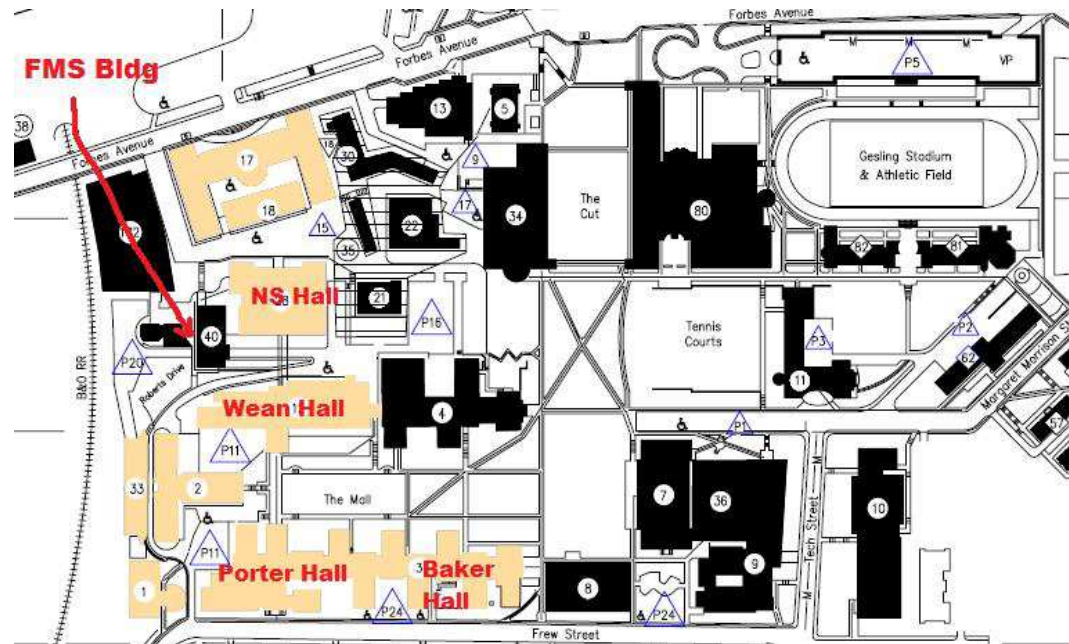 Forbes Avenue
Forbes Avenue
FMS Bldg
P5
VP
M
M
M
13
5
38
Forbes Avenue
17
18
30
9
Gesling Stadium
& Athletic Field
18
17
The
Cut
80
34
22
15
35
82
81
NS Hall
21
P16
40
Tennis
Courts
P3
P2
P20
62
Roberts Drive
B&O RR
11
Margaret Morrison St
Wean Hall
4
P1
57
P11
33
2
The Mall
7
36
10
M
Tech Street
M
P11
Porter Hall
3
Baker
Hall
9
1
8
P24
P24
Frew Street